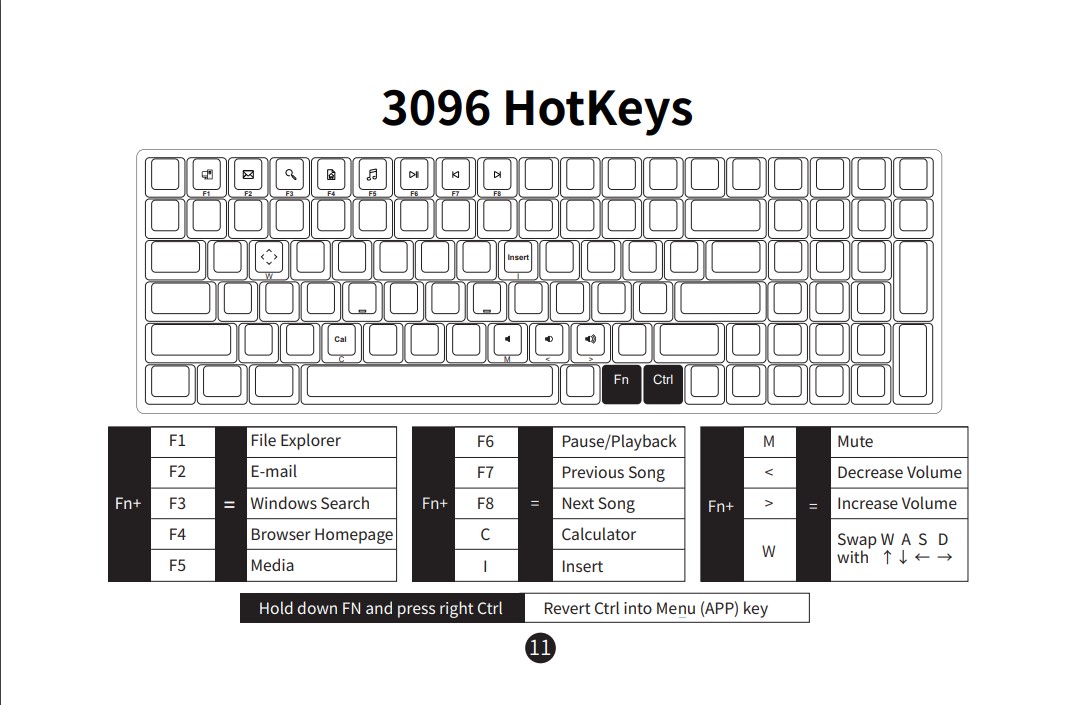 3096 HotKeys
F1 F2 F3 F4 F5 F6 F7 F8
Insert
W I
Cal
C M < >
Fn Ctrl
Fn+ =
F1 File Explorer
F2 E-mail
F3 Windows Search
F4 Browser Homepage
F5 Media
Fn+ =
F6 Pause/Playback
F7 Previous Song
F8 Next Song
C Calculator
I Insert
Fn+ =
M Mute
< Decrease Volume
> Increase Volume
W Swap W A S D
with ↑ ↓ ← →
Hold down FN and press right Ctrl Revert Ctrl into Menu (APP) key
11